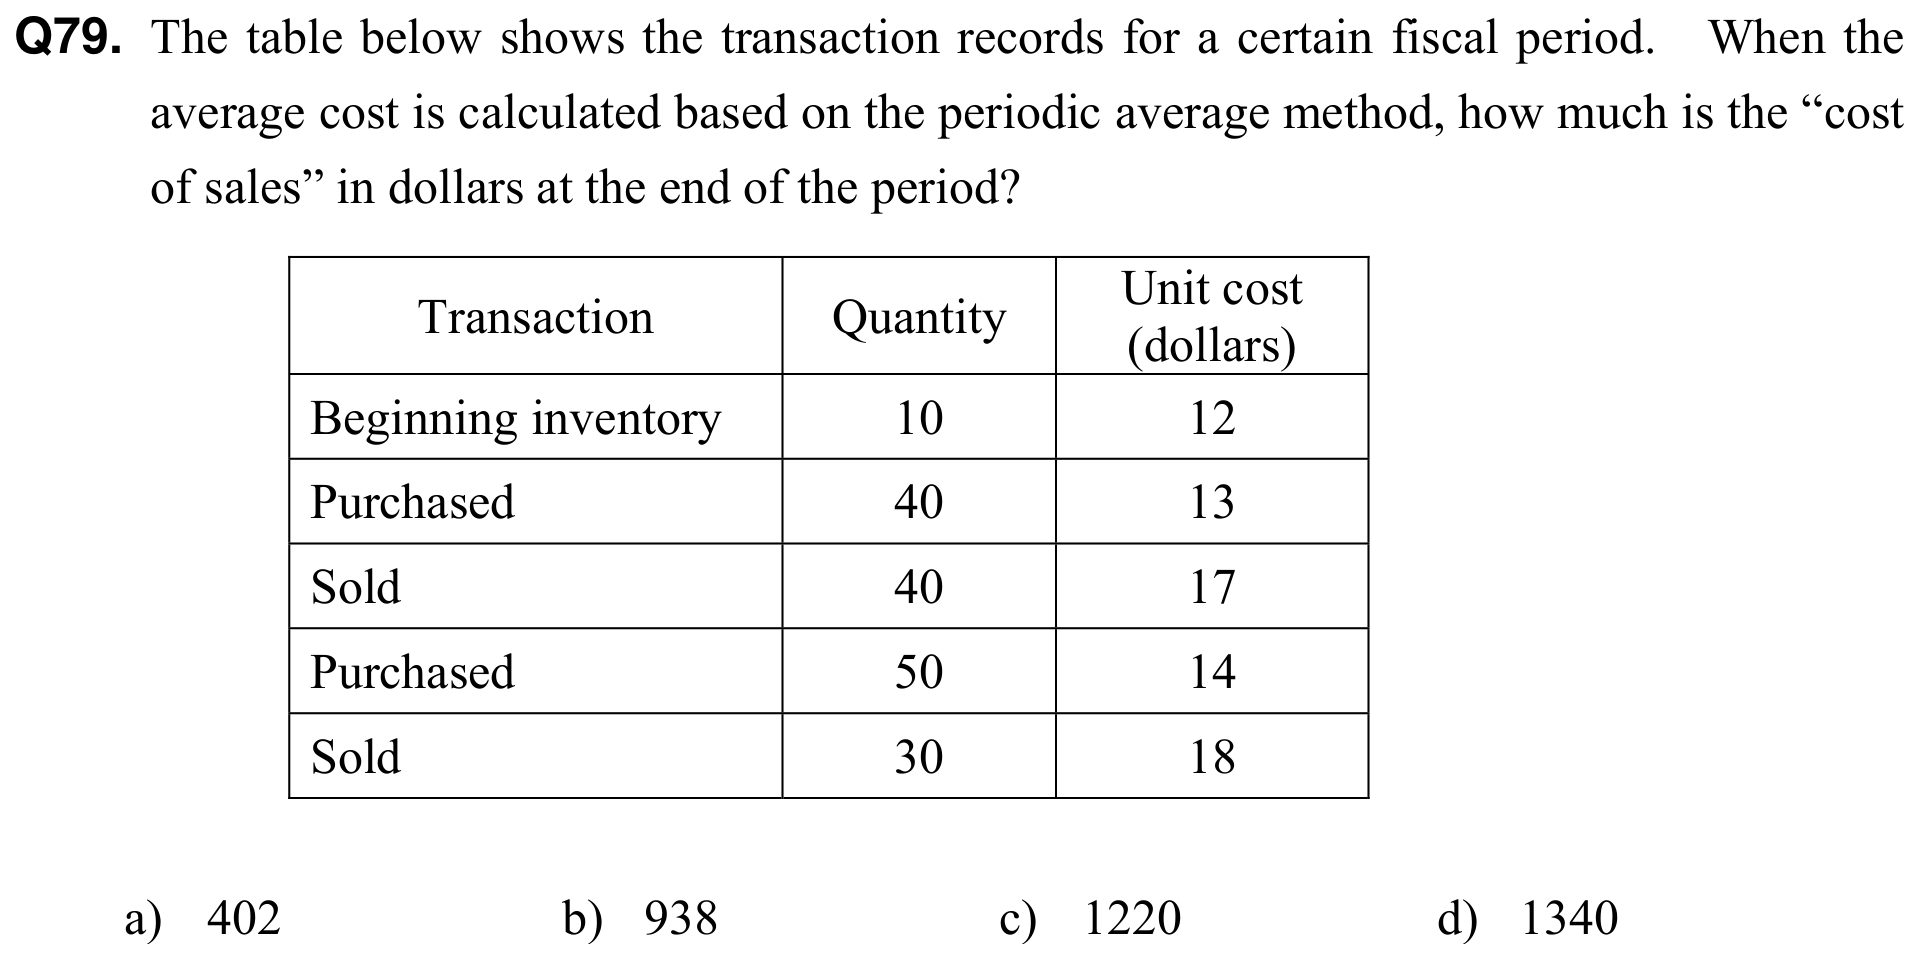 Q79. The table below shows the transaction records for a certain fiscal period. When the
average cost is calculated based on the periodic average method, how much is the “cost
of sales” in dollars at the end of the period?
Transaction Quantity Unit cost (dollars)
Beginning inventory 10 12
Purchased 40 13
Sold 40 17
Purchased 50 14
Sold 30 18
a) 402 b) 938 c) 1220 d) 1340